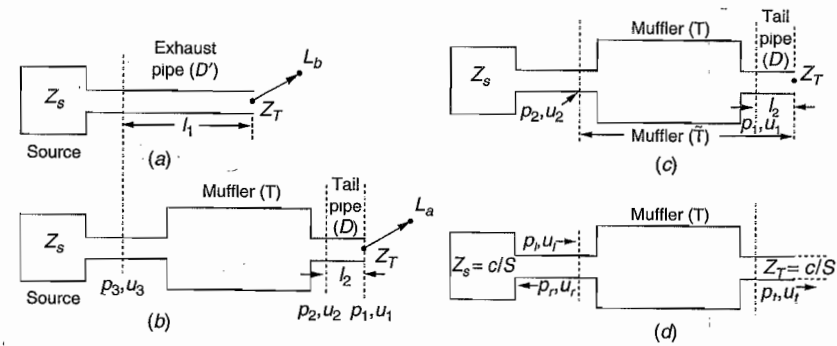 Exhaust
pipe (D′)
L_b
Z_s
Z_T
l_1
Source
(a)
Muffler (T)
Tail
pipe
(D)
L_a
Z_s
Z_T
l_2
Source
p_3,u_3
p_2,u_2 p_1,u_1
(b)
Muffler (T)
Tail
pipe
(D)
Z_s
Z_T
l_2
p_2,u_2
p_1,u_1
Muffler (T̃)
(c)
Muffler (T)
p_i,u_i
Z_s = c/S
Z_T = c/S
p_r,u_r
p_t,u_t
(d)